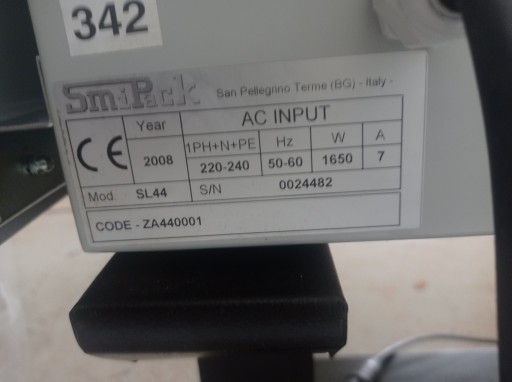 342
SmiPack San Pellegrino Terme (BG) - Italy -
Year AC INPUT
CE 2008 1PH+N+PE Hz W A
220-240 50-60 1650 7
Mod. SL44 S/N 0024482
CODE - ZA440001